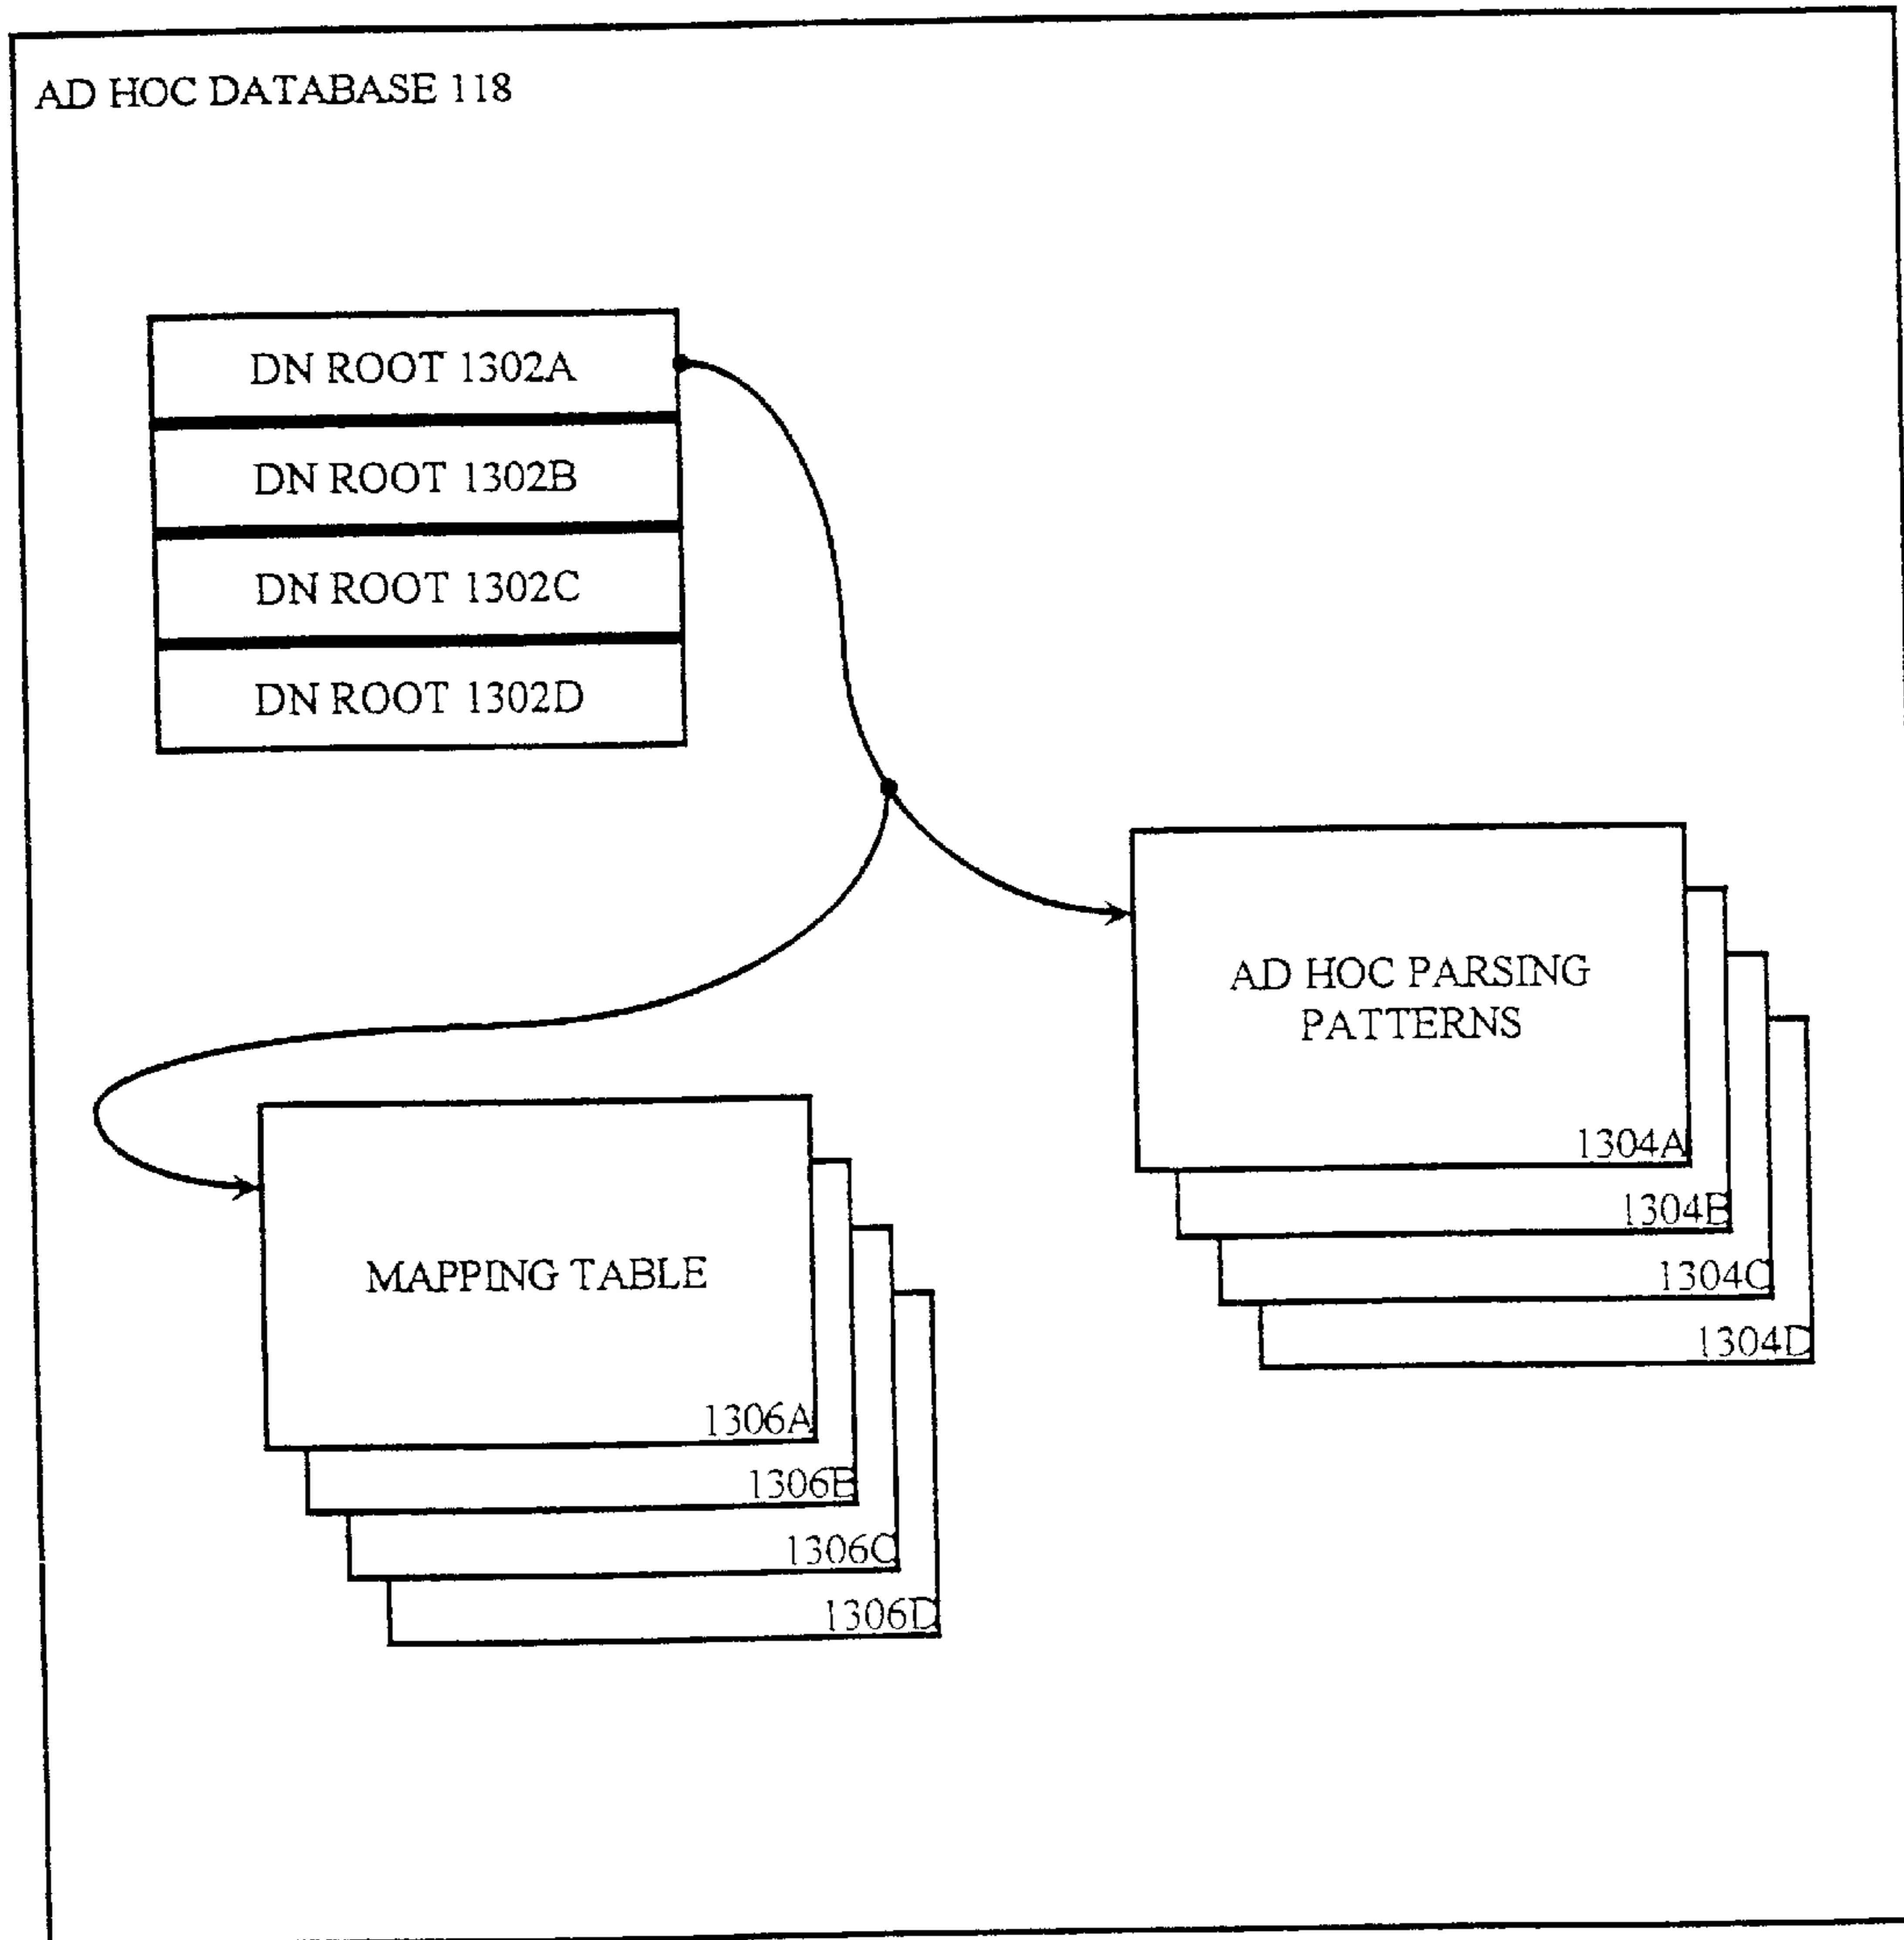 AD HOC DATABASE 118
DN ROOT 1302A
DN ROOT 1302B
DN ROOT 1302C
DN ROOT 1302D
AD HOC PARSING
PATTERNS
1304A
1304B
1304C
1304D
MAPPING TABLE
1306A
1306B
1306C
1306D